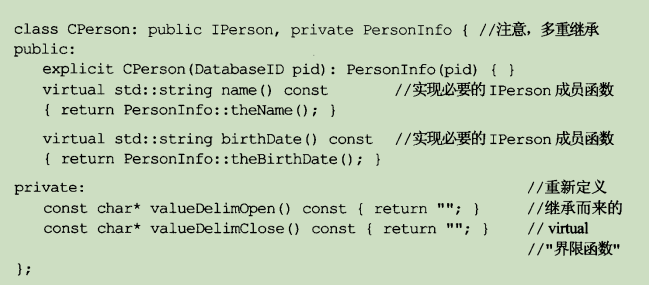 class CPerson: public IPerson, private PersonInfo { //注意，多重继承
public:
explicit CPerson(DatabaseID pid): PersonInfo(pid) { }
virtual std::string name() const //实现必要的 IPerson 成员函数
{ return PersonInfo::theName(); }
virtual std::string birthDate() const //实现必要的 IPerson 成员函数
{ return PersonInfo::theBirthDate(); }
private: //重新定义
const char* valueDelimOpen() const { return ""; } //继承而来的
const char* valueDelimClose() const { return ""; } // virtual
//"界限函数"
};